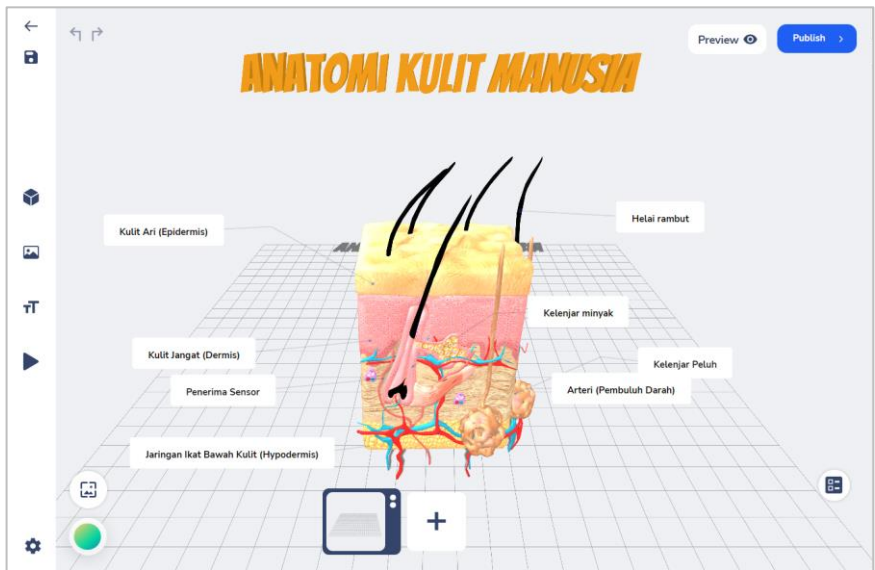 Preview
Publish
ANATOMI KULIT MANUSIA
Helai rambut
Kulit Ari (Epidermis)
Kelenjar minyak
Kulit Jangat (Dermis)
Kelenjar Peluh
Penerima Sensor
Arteri (Pembuluh Darah)
Jaringan Ikat Bawah Kulit (Hypodermis)